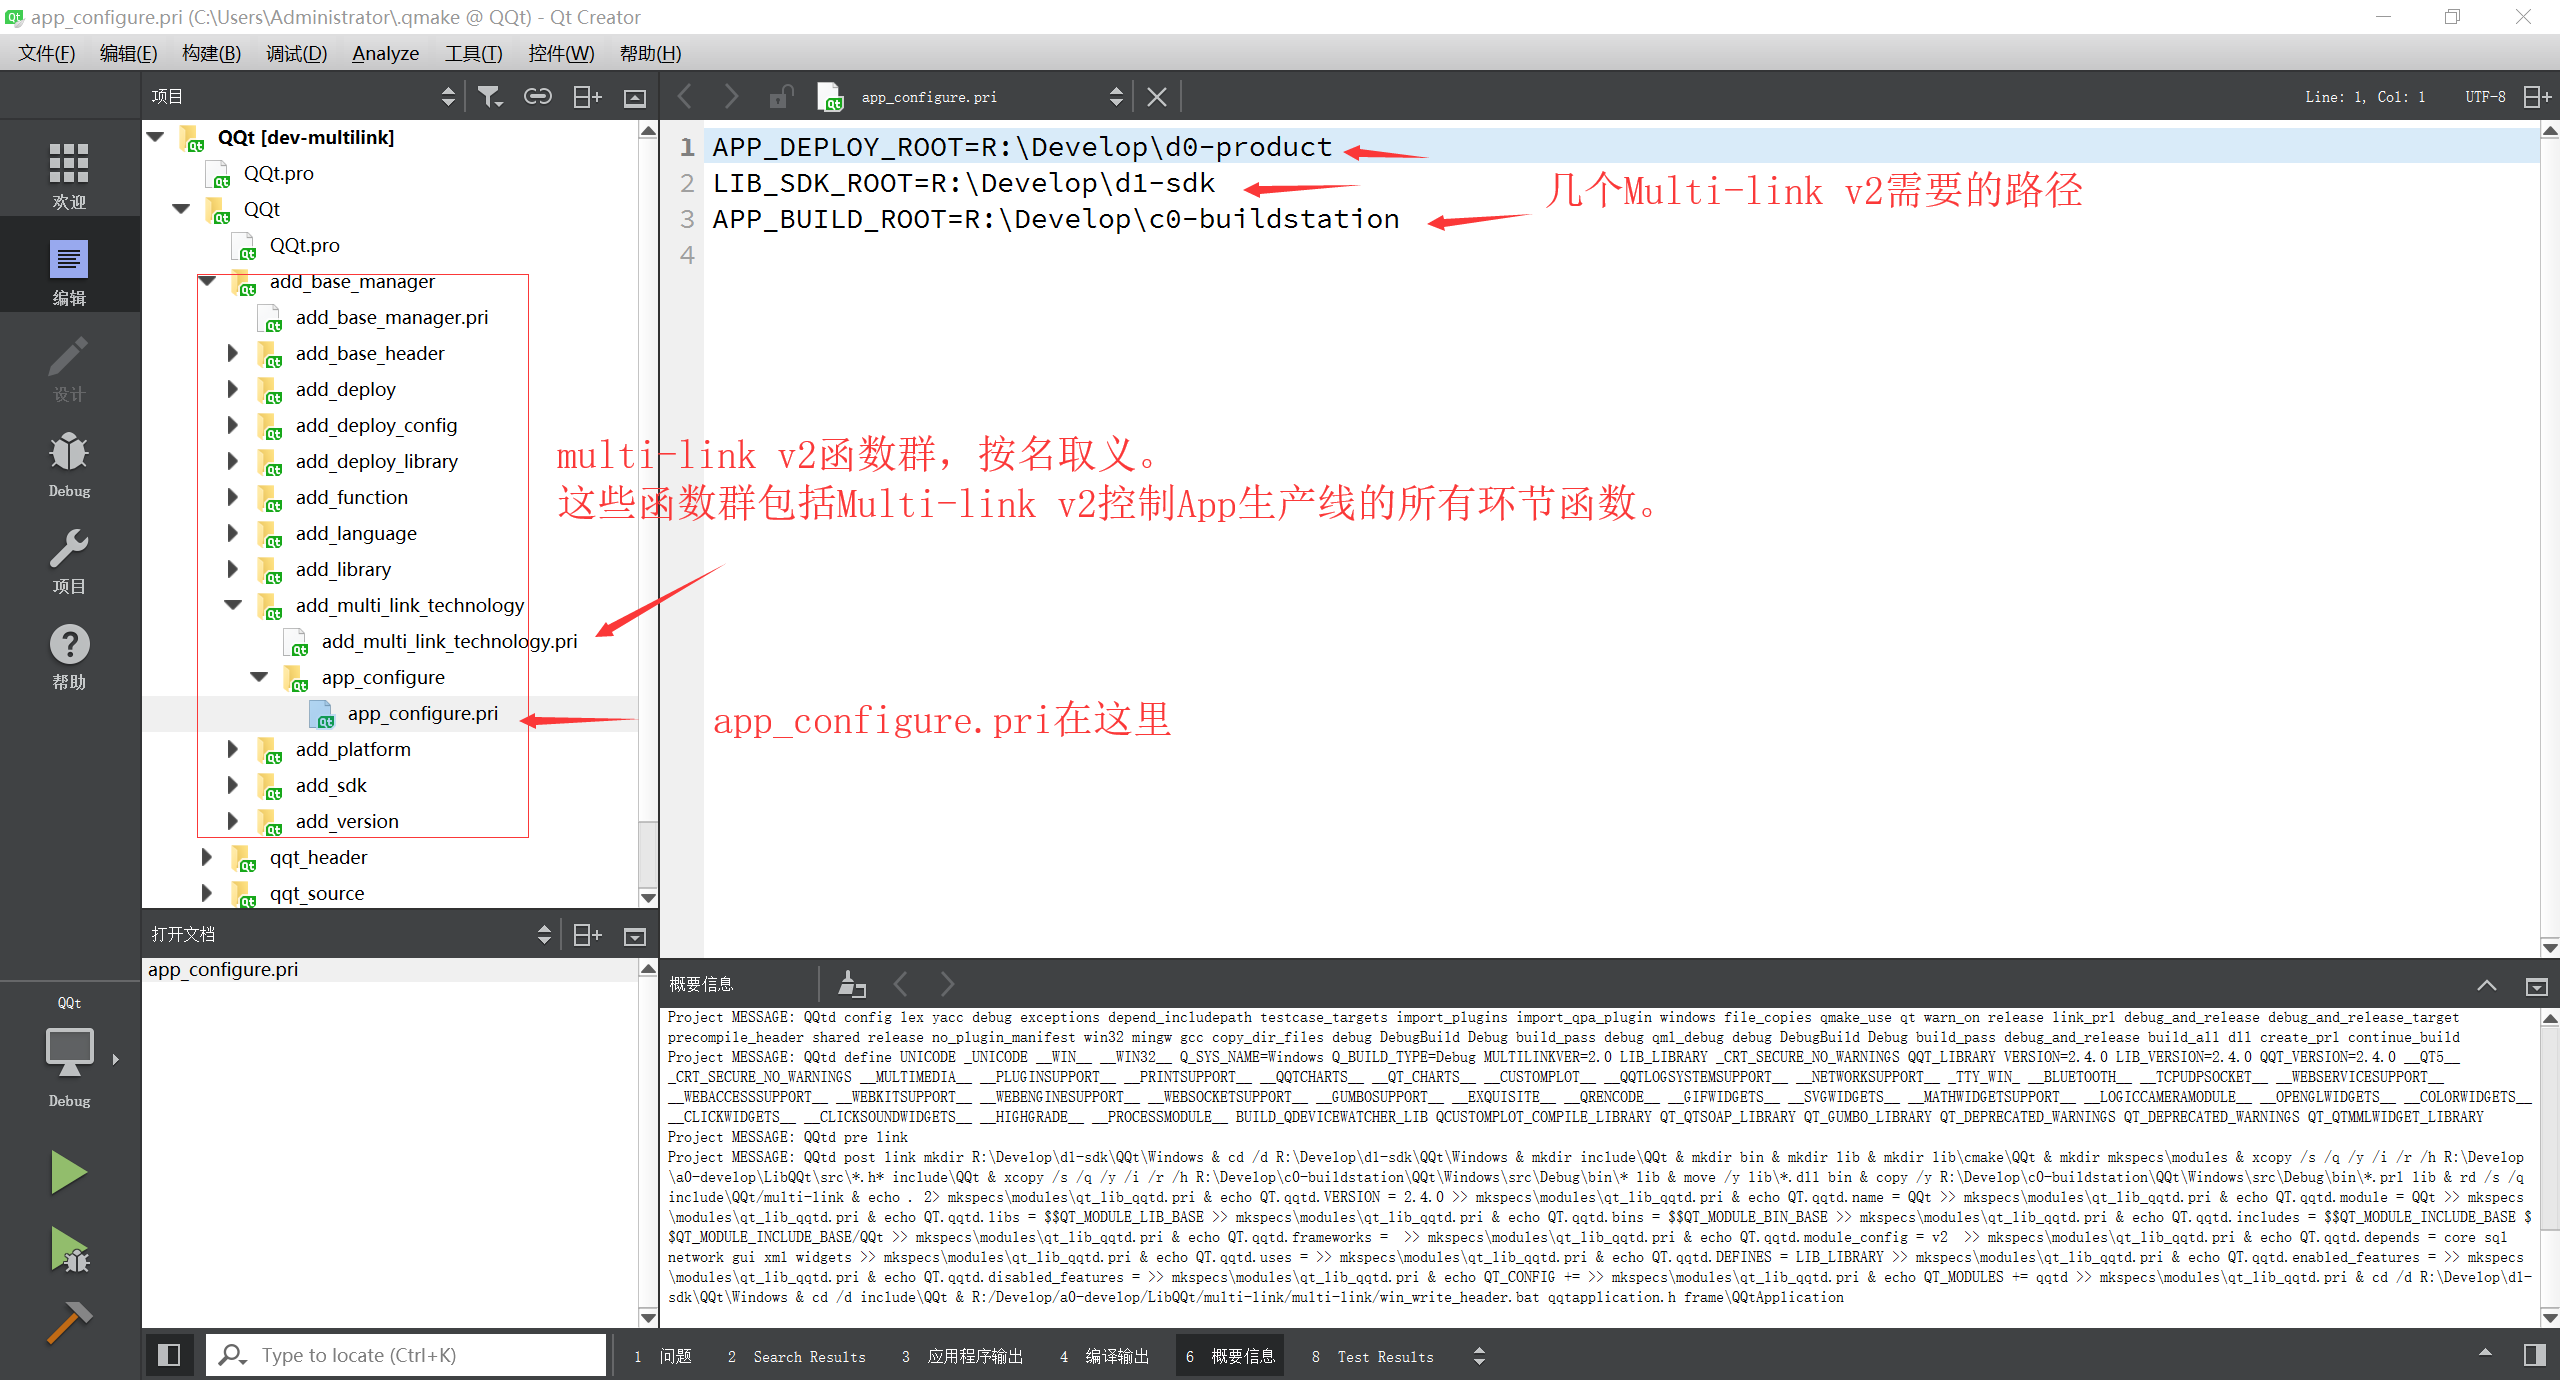 app_configure.pri (C:\Users\Administrator\.qmake @ QQt) - Qt Creator
文件(F) 编辑(E) 构建(B) 调试(D) Analyze 工具(T) 控件(W) 帮助(H)
项目
app_configure.pri
Line: 1, Col: 1
UTF-8
欢迎
编辑
设计
Debug
项目
帮助
QQt
Debug
QQt [dev-multilink]
QQt.pro
QQt
QQt.pro
add_base_manager
add_base_manager.pri
add_base_header
add_deploy
add_deploy_config
add_deploy_library
add_function
add_language
add_library
add_multi_link_technology
add_multi_link_technology.pri
app_configure
app_configure.pri
add_platform
add_sdk
add_version
qqt_header
qqt_source
打开文档
app_configure.pri
1 APP_DEPLOY_ROOT=R:\Develop\d0-product
2 LIB_SDK_ROOT=R:\Develop\d1-sdk
3 APP_BUILD_ROOT=R:\Develop\c0-buildstation
4
几个Multi-link v2需要的路径
multi-link v2函数群，按名取义。
这些函数群包括Multi-link v2控制App生产线的所有环节函数。
app_configure.pri在这里
概要信息
Project MESSAGE: QQtd config lex yacc debug exceptions depend_includepath testcase_targets import_plugins import_qpa_plugin windows file_copies qmake_use qt warn_on release link_prl debug_and_release debug_and_release_target
precompile_header shared release no_plugin_manifest win32 mingw gcc copy_dir_files debug DebugBuild Debug build_pass debug qml_debug debug DebugBuild Debug build_pass debug_and_release build_all dll create_prl continue_build
Project MESSAGE: QQtd define UNICODE _UNICODE __WIN__ __WIN32__ Q_SYS_NAME=Windows Q_BUILD_TYPE=Debug MULTILINKVER=2.0 LIB_LIBRARY _CRT_SECURE_NO_WARNINGS QQT_LIBRARY VERSION=2.4.0 LIB_VERSION=2.4.0 QQT_VERSION=2.4.0 __QT5__
_CRT_SECURE_NO_WARNINGS __MULTIMEDIA__ __PLUGINSUPPORT__ __PRINTSUPPORT__ __QQTCHARTS__ __QT_CHARTS__ __CUSTOMPLOT__ __QQTLOGSYSTEMSUPPORT__ __NETWORKSUPPORT__ _TTY_WIN_ __BLUETOOTH__ __TCPUDPSOCKET__ __WEBSERVICESUPPORT__
__WEBACCESSSUPPORT__ __WEBKITSUPPORT__ __WEBENGINESUPPORT__ __WEBSOCKETSUPPORT__ __GUMBOSUPPORT__ __EXQUISITE__ __QRENCODE__ __GIFWIDGETS__ __SVGWIDGETS__ __MATHWIDGETSUPPORT__ __LOGICCAMERAMODULE__ __OPENGLWIDGETS__ __COLORWIDGETS__
__CLICKWIDGETS__ __CLICKSOUNDWIDGETS__ __HIGHGRADE__ __PROCESSMODULE__ BUILD_QDEVICEWATCHER_LIB QCUSTOMPLOT_COMPILE_LIBRARY QT_QTSOAP_LIBRARY QT_GUMBO_LIBRARY QT_DEPRECATED_WARNINGS QT_DEPRECATED_WARNINGS QT_QTMMLWIDGET_LIBRARY
Project MESSAGE: QQtd pre link
Project MESSAGE: QQtd post link mkdir R:\Develop\d1-sdk\QQt\Windows & cd /d R:\Develop\d1-sdk\QQt\Windows & mkdir include\QQt & mkdir bin & mkdir lib & mkdir lib\cmake\QQt & mkdir mkspecs\modules & xcopy /s /q /y /i /r /h R:\Develop
\a0-develop\LibQQt\src\*.h* include\QQt & xcopy /s /q /y /i /r /h R:\Develop\c0-buildstation\QQt\Windows\src\Debug\bin\* lib & move /y lib\*.dll bin & copy /y R:\Develop\c0-buildstation\QQt\Windows\src\Debug\bin\*.prl lib & rd /s /q
include\QQt/multi-link & echo . 2> mkspecs\modules\qt_lib_qqtd.pri & echo QT.qqtd.VERSION = 2.4.0 >> mkspecs\modules\qt_lib_qqtd.pri & echo QT.qqtd.name = QQt >> mkspecs\modules\qt_lib_qqtd.pri & echo QT.qqtd.module = QQt >> mkspecs
\modules\qt_lib_qqtd.pri & echo QT.qqtd.libs = $$QT_MODULE_LIB_BASE >> mkspecs\modules\qt_lib_qqtd.pri & echo QT.qqtd.bins = $$QT_MODULE_BIN_BASE >> mkspecs\modules\qt_lib_qqtd.pri & echo QT.qqtd.includes = $$QT_MODULE_INCLUDE_BASE $
$QT_MODULE_INCLUDE_BASE/QQt >> mkspecs\modules\qt_lib_qqtd.pri & echo QT.qqtd.frameworks =  >> mkspecs\modules\qt_lib_qqtd.pri & echo QT.qqtd.module_config = v2  >> mkspecs\modules\qt_lib_qqtd.pri & echo QT.qqtd.depends = core sql
network gui xml widgets >> mkspecs\modules\qt_lib_qqtd.pri & echo QT.qqtd.uses = >> mkspecs\modules\qt_lib_qqtd.pri & echo QT.qqtd.DEFINES = LIB_LIBRARY >> mkspecs\modules\qt_lib_qqtd.pri & echo QT.qqtd.enabled_features = >> mkspecs
\modules\qt_lib_qqtd.pri & echo QT.qqtd.disabled_features = >> mkspecs\modules\qt_lib_qqtd.pri & echo QT_CONFIG += >> mkspecs\modules\qt_lib_qqtd.pri & echo QT_MODULES += qqtd >> mkspecs\modules\qt_lib_qqtd.pri & cd /d R:\Develop\d1-
sdk\QQt\Windows & cd /d include\QQt & R:/Develop/a0-develop/LibQQt/multi-link/multi-link/win_write_header.bat qqtapplication.h frame\QQtApplication
Type to locate (Ctrl+K)
1 问题 2 Search Results 3 应用程序输出 4 编译输出 6 概要信息 8 Test Results